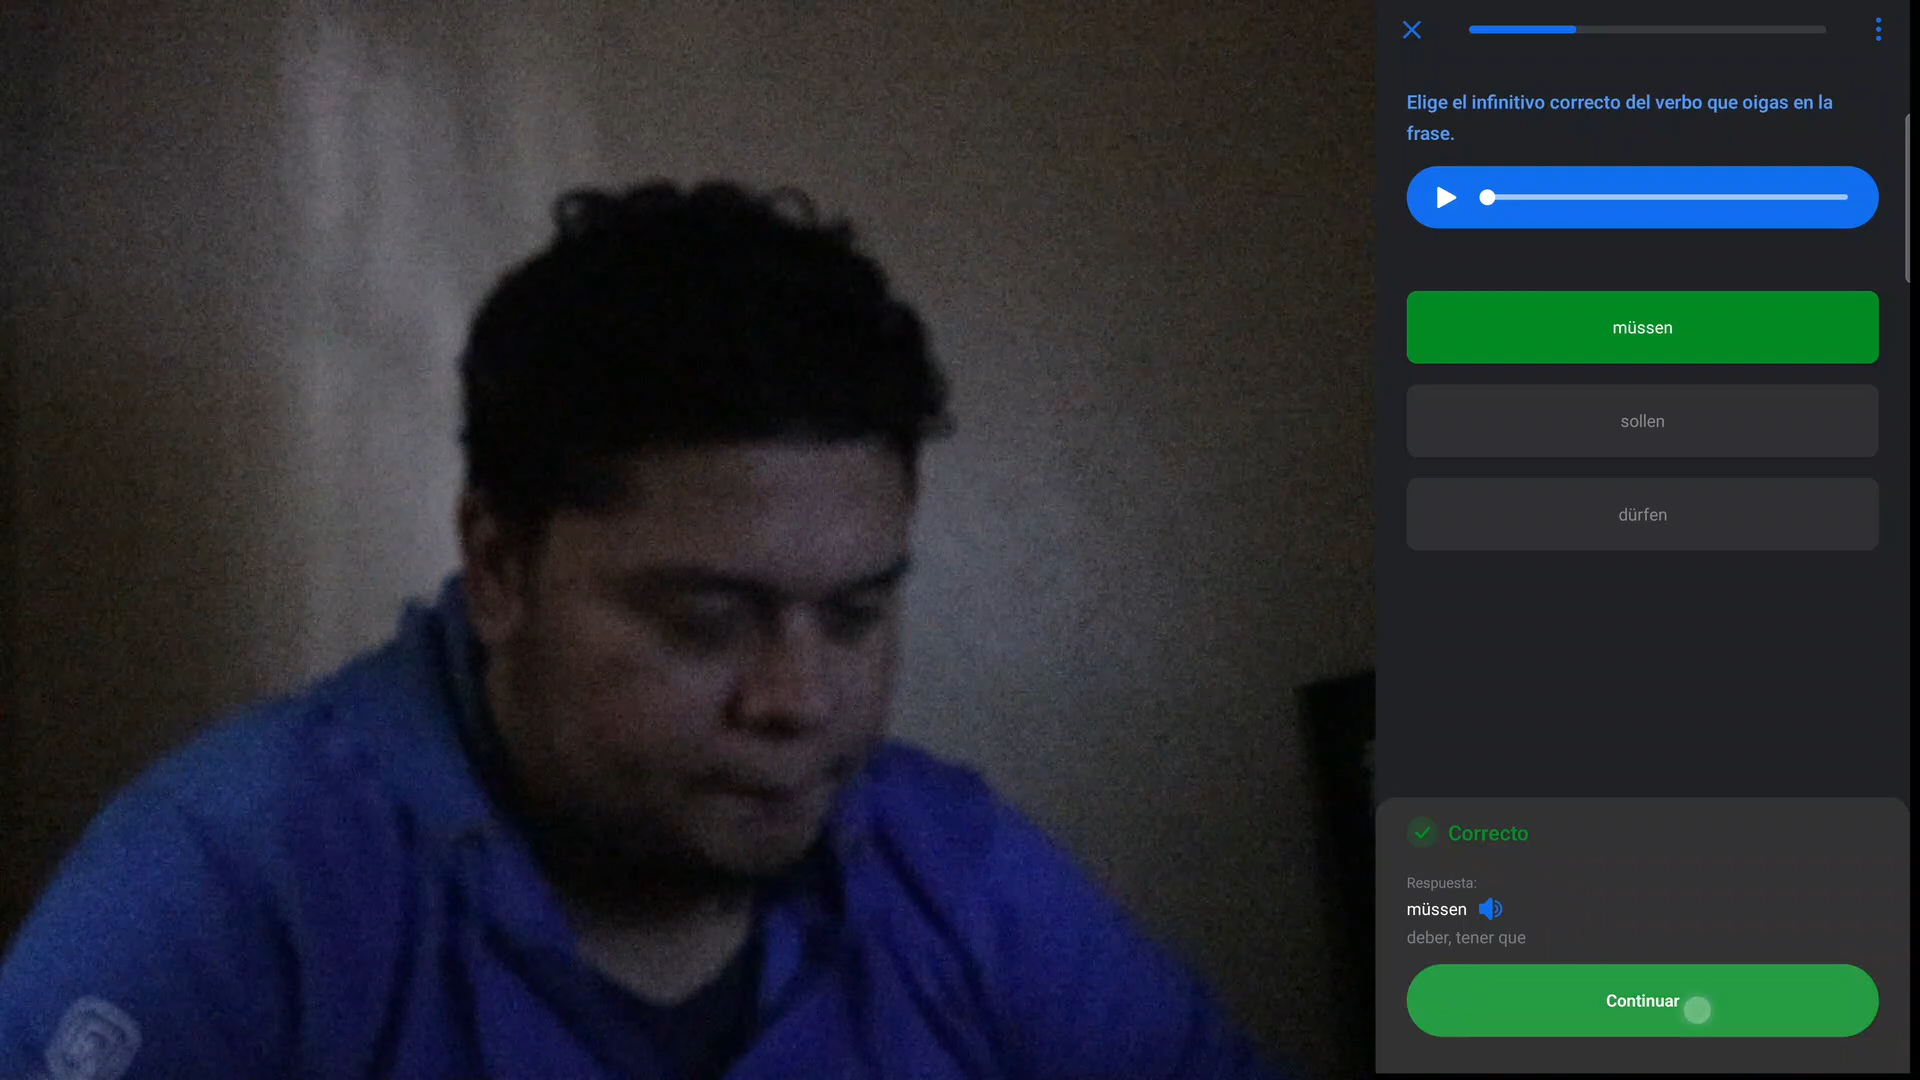 Elige el infinitivo correcto del verbo que oigas en la
frase.
müssen
sollen
dürfen
Correcto
Respuesta:
müssen
deber, tener que
Continuar